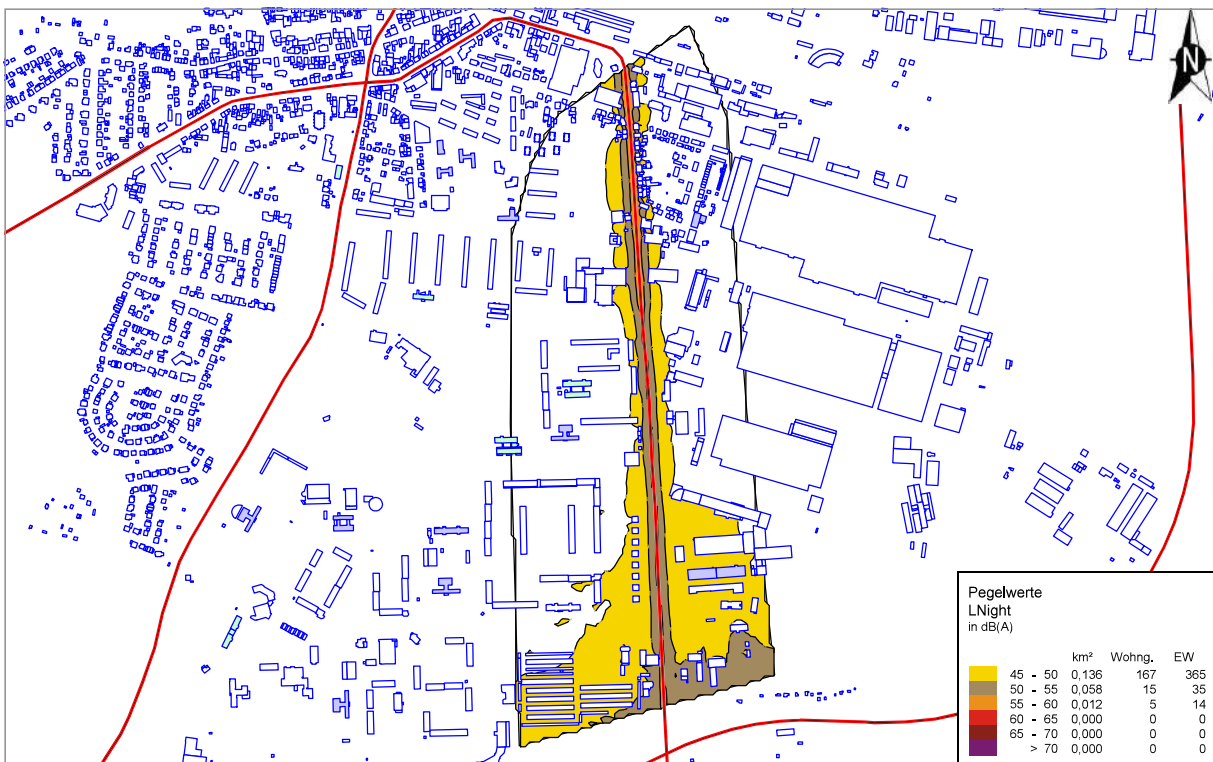 N
Pegelwerte
LNight
in dB(A)
km² Wohng. EW
45 - 50 0,136 167 365
50 - 55 0,058 15 35
55 - 60 0,012 5 14
60 - 65 0,000 0 0
65 - 70 0,000 0 0
> 70 0,000 0 0